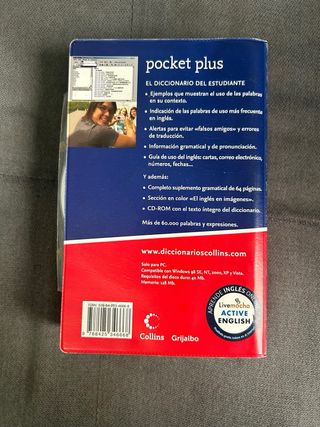 pocket plus
EL DICCIONARIO DEL ESTUDIANTE
• Ejemplos que muestran el uso de las palabras
en su contexto.
• Indicación de las palabras de uso más frecuente
en inglés.
• Alertas para evitar «falsos amigos» y errores
de traducción.
• Información gramatical y de pronunciación.
• Guía de uso del inglés: cartas, correo electrónico,
números, fechas...
Y además:
• Completo suplemento gramatical de 64 páginas.
• Sección en color «El inglés en imágenes».
• CD-ROM con el texto íntegro del diccionario.
Más de 60.000 palabras y expresiones.
www.diccionarioscollins.com
Solo para PC.
Compatible con Windows 98 SE, NT, 2000, XP y Vista.
Requisitos del disco duro: 40 Mb.
Memoria: 128 Mb.
Collins
Grijalbo
APRENDE INGLÉS
Livemocha
ACTIVE
ENGLISH